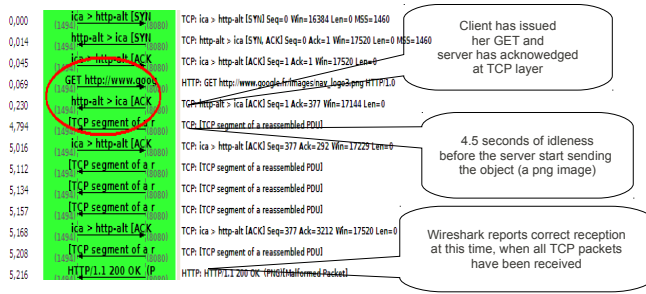 0,000 ica > http-alt [SYN TCP: ica > http-alt [SYN] Seq=0 Win=16384 Len=0 MSS=1460
(1494) (8080)
0,014 http-alt > ica [SYN TCP: http-alt > ica [SYN, ACK] Seq=0 Ack=1 Win=17520 Len=0 MSS=1460
(1494) (8080)
0,045 ica > http-alt [ACK TCP: ica > http-alt [ACK] Seq=1 Ack=1 Win=17520 Len=0
(1494) (8080)
0,069 GET http://www.goog HTTP: GET http://www.google.fr/images/nav_logo3.png HTTP/1.0
(1494) (8080)
0,230 http-alt > ica [ACK TCP: http-alt > ica [ACK] Seq=1 Ack=377 Win=17144 Len=0
(1494) (8080)
4,794 [TCP segment of a r TCP: [TCP segment of a reassembled PDU]
(1494) (8080)
5,016 ica > http-alt [ACK TCP: ica > http-alt [ACK] Seq=377 Ack=292 Win=17229 Len=0
(1494) (8080)
5,112 [TCP segment of a r TCP: [TCP segment of a reassembled PDU]
(1494) (8080)
5,134 [TCP segment of a r TCP: [TCP segment of a reassembled PDU]
(1494) (8080)
5,157 [TCP segment of a r TCP: [TCP segment of a reassembled PDU]
(1494) (8080)
5,168 ica > http-alt [ACK TCP: ica > http-alt [ACK] Seq=377 Ack=3212 Win=17520 Len=0
(1494) (8080)
5,208 [TCP segment of a r TCP: [TCP segment of a reassembled PDU]
(1494) (8080)
5,216 HTTP/1.1 200 OK (P HTTP: HTTP/1.1 200 OK (PNG)[Malformed Packet]
(1494) (8080)
Client has issued
her GET and
server has acknowedged
at TCP layer
4.5 seconds of idleness
before the server start sending
the object (a png image)
Wireshark reports correct reception
at this time, when all TCP packets
have been received